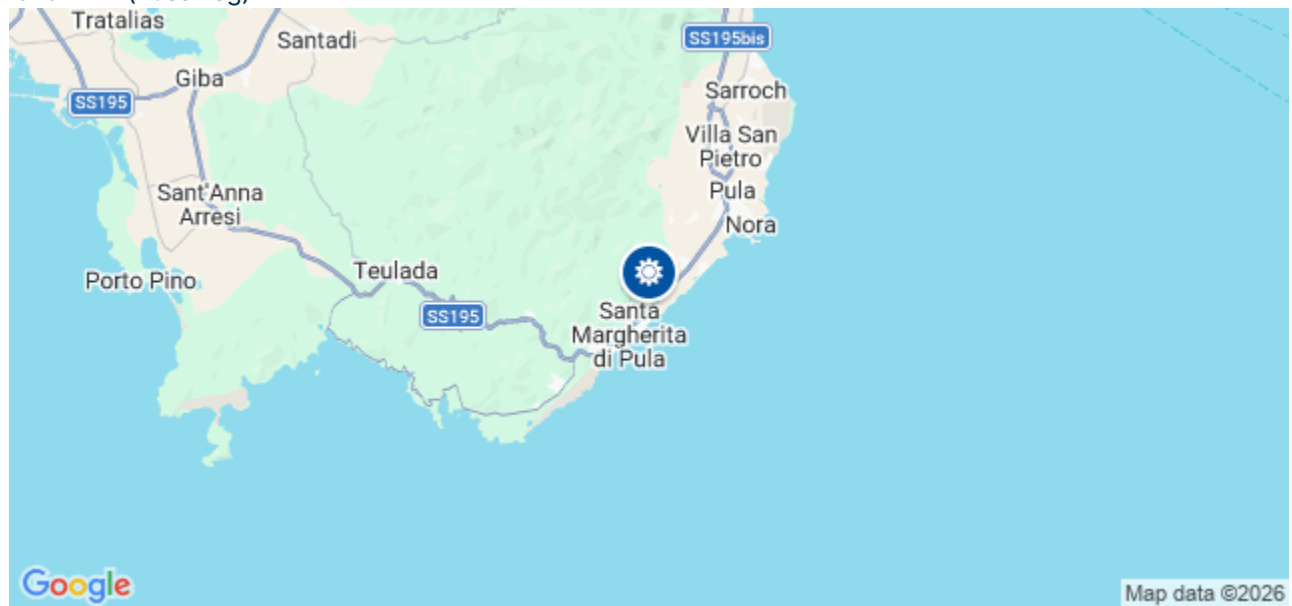 Tratalias
Santadi
SS195bis
Giba
SS195
Sarroch
Villa San
Pietro
Pula
Sant'Anna
Arresi
Nora
Teulada
Porto Pino
SS195
Santa
Margherita
di Pula
Google
Map data ©2026